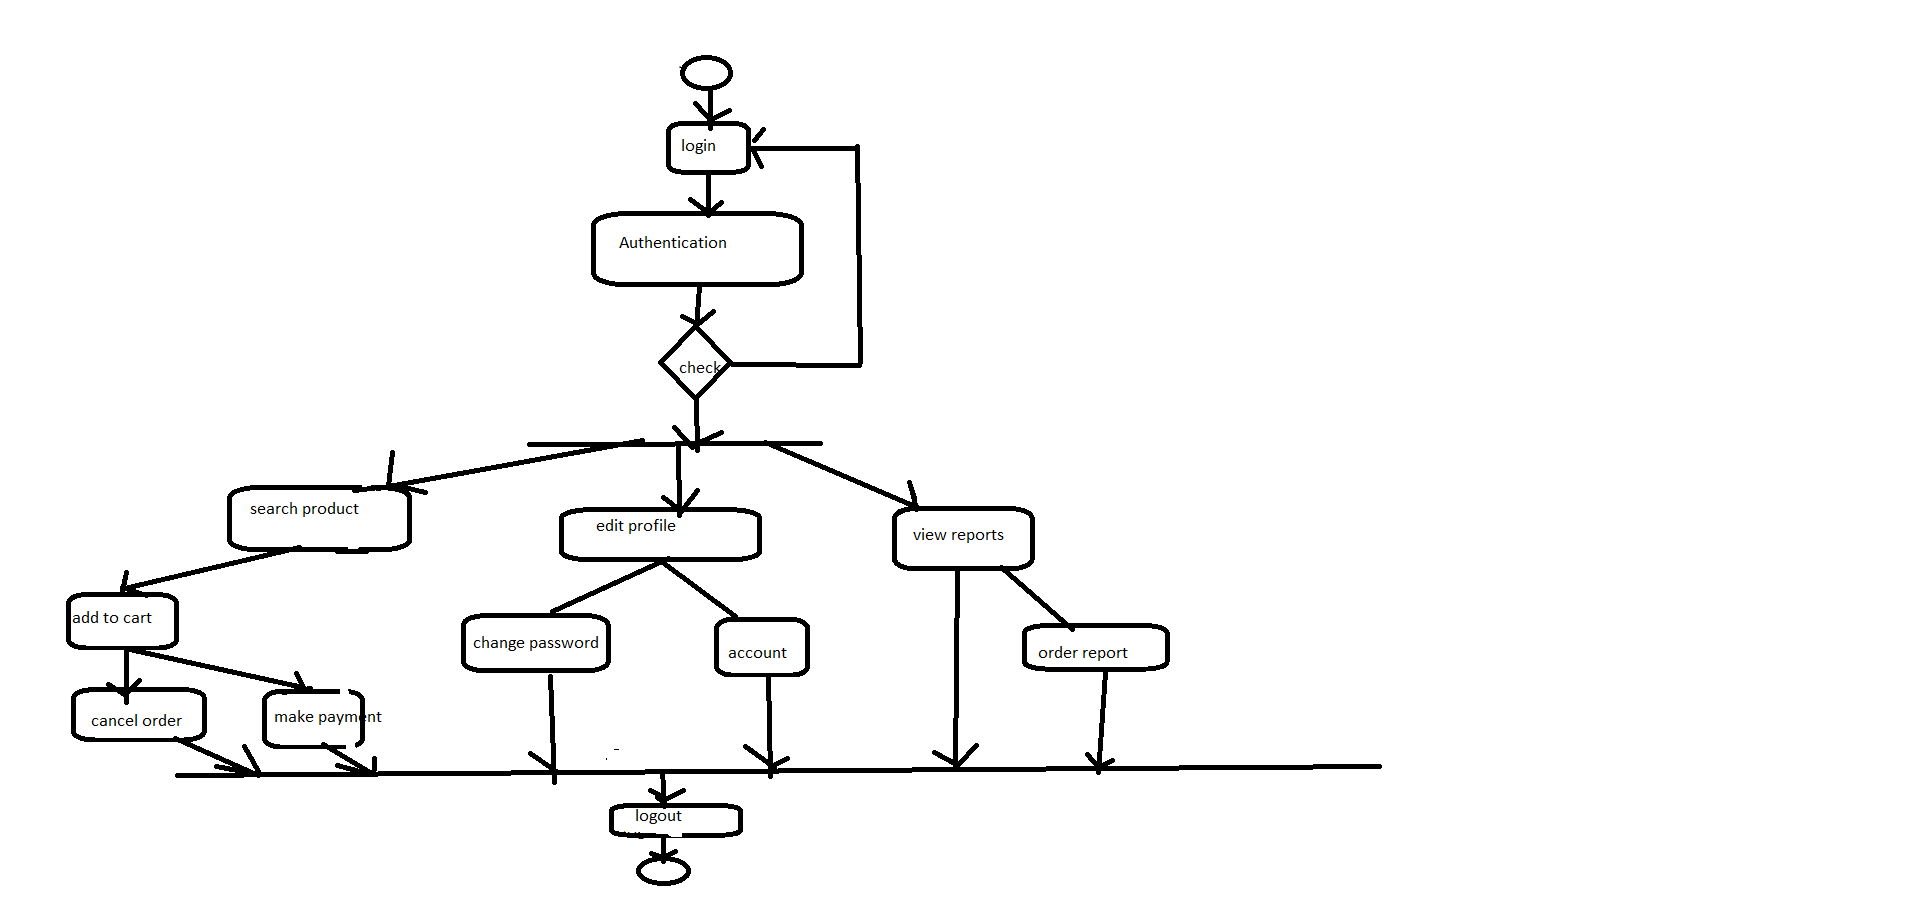 login
Authentication
check
search product
edit profile
view reports
add to cart
change password
account
order report
cancel order
make payment
logout